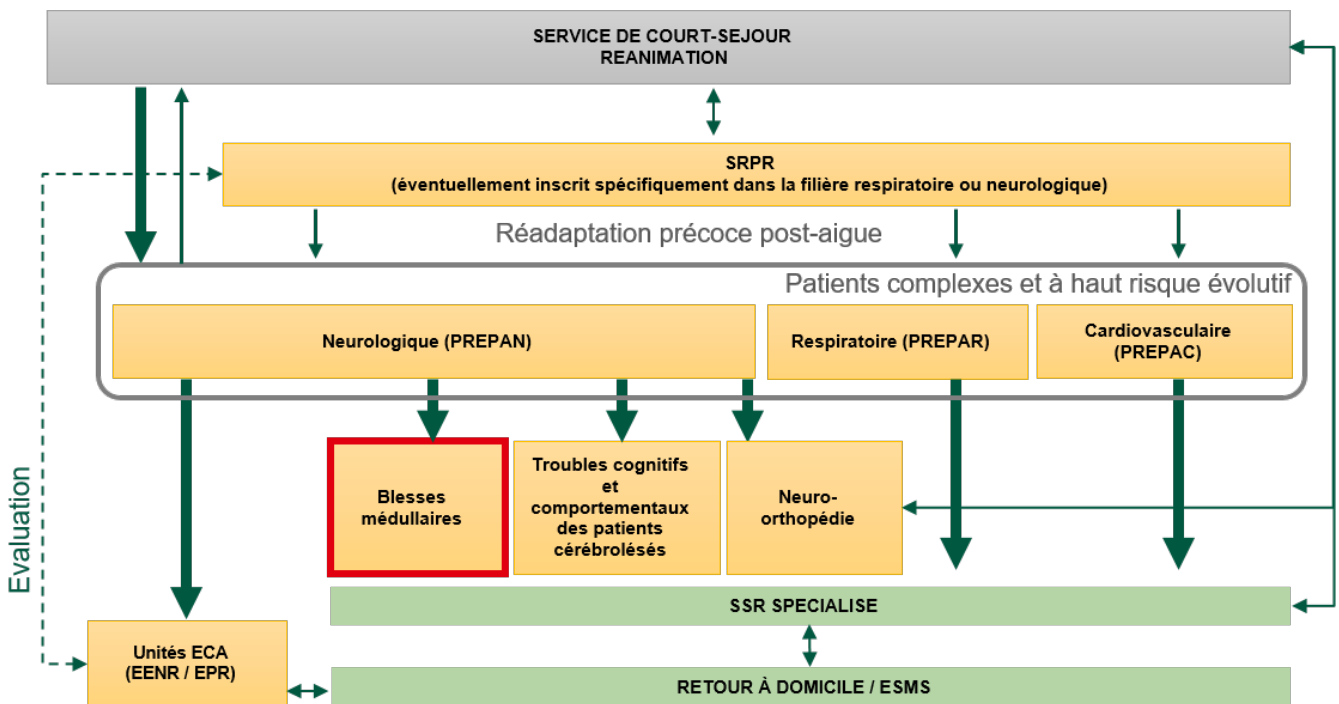 SERVICE DE COURT-SEJOUR
REANIMATION
SRPR
(éventuellement inscrit spécifiquement dans la filière respiratoire ou neurologique)
Réadaptation précoce post-aigue
Patients complexes et à haut risque évolutif
Neurologique (PREPAN)
Respiratoire (PREPAR)
Cardiovasculaire
(PREPAC)
Blesses
médullaires
Troubles cognitifs
et
comportementaux
des patients
cérébrolésés
Neuro-
orthopédie
Evaluation
SSR SPECIALISE
Unités ECA
(EENR / EPR)
RETOUR À DOMICILE / ESMS